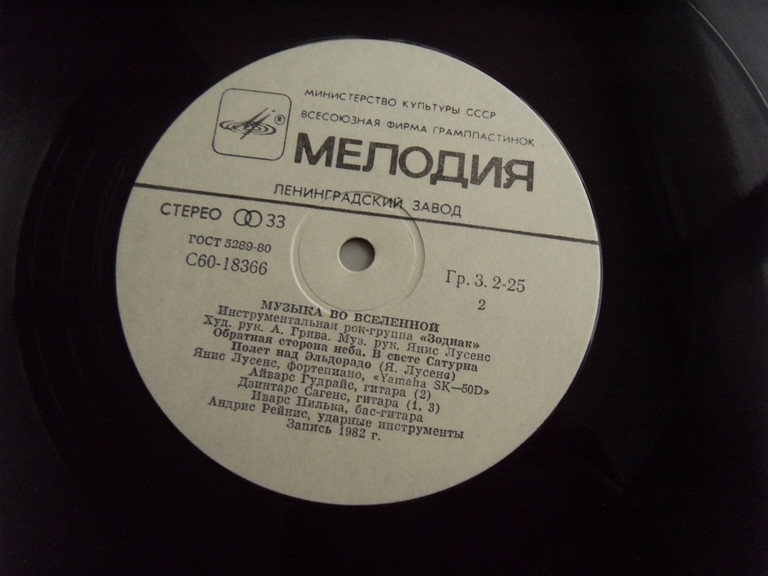 МИНИСТЕРСТВО КУЛЬТУРЫ СССР
ВСЕСОЮЗНАЯ ФИРМА ГРАМПЛАСТИНОК
®
МЕЛОДИЯ
ЛЕНИНГРАДСКИЙ ЗАВОД
СТЕРЕО 33
ГОСТ 5289-80
С60-18366
Гр. 3. 2-25
2
МУЗЫКА ВО ВСЕЛЕННОЙ
Инструментальная рок-группа «Зодиак»
Худ. рук. А. Грива. Муз. рук. Янис Лусенс
Обратная сторона неба. В свете Сатурна
Полет над Эльдорадо (Я. Лусенс)
Янис Лусенс, фортепиано, «Yamaha SK—50D»
Айварс Гудрайс, гитара (2)
Дзинтарс Сагенс, гитара (1, 3)
Иварс Пилька, бас-гитара
Андрис Рейнис, ударные инструменты
Запись 1982 г.